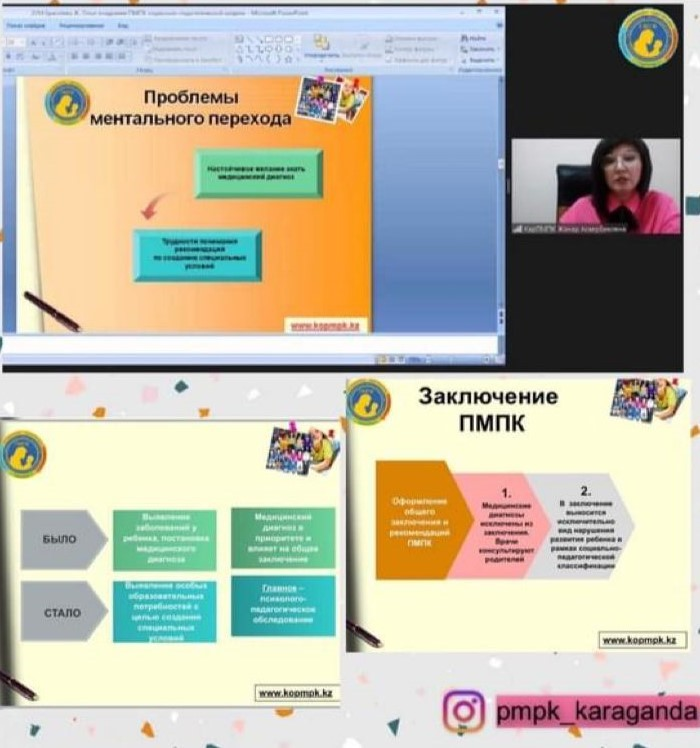 Microsoft PowerPoint
Проблемы
ментального перехода
Настойчивое желание знать
медицинский диагноз
Трудности понимания
рекомендаций
по созданию специальных
условий
www.kopmpk.kz
Заключение
ПМПК
Оформление
общего
заключения и
рекомендаций
ПМПК
1.
Медицинские
диагнозы
исключены из
заключения.
Врачи
консультируют
родителей
2.
В заключение
выносится
исключительно
вид нарушения
развития ребенка в
рамках социально-
педагогической
классификации
www.kopmpk.kz
БЫЛО
Выявление
заболеваний у
ребенка, постановка
медицинского
диагноза
Медицинский
диагноз в
приоритете и
влияет на общее
заключение
СТАЛО
Выявление особых
образовательных
потребностей с
целью создания
специальных
условий
Главное –
психолого-
педагогическое
обследование
www.kopmpk.kz
pmpk_karaganda